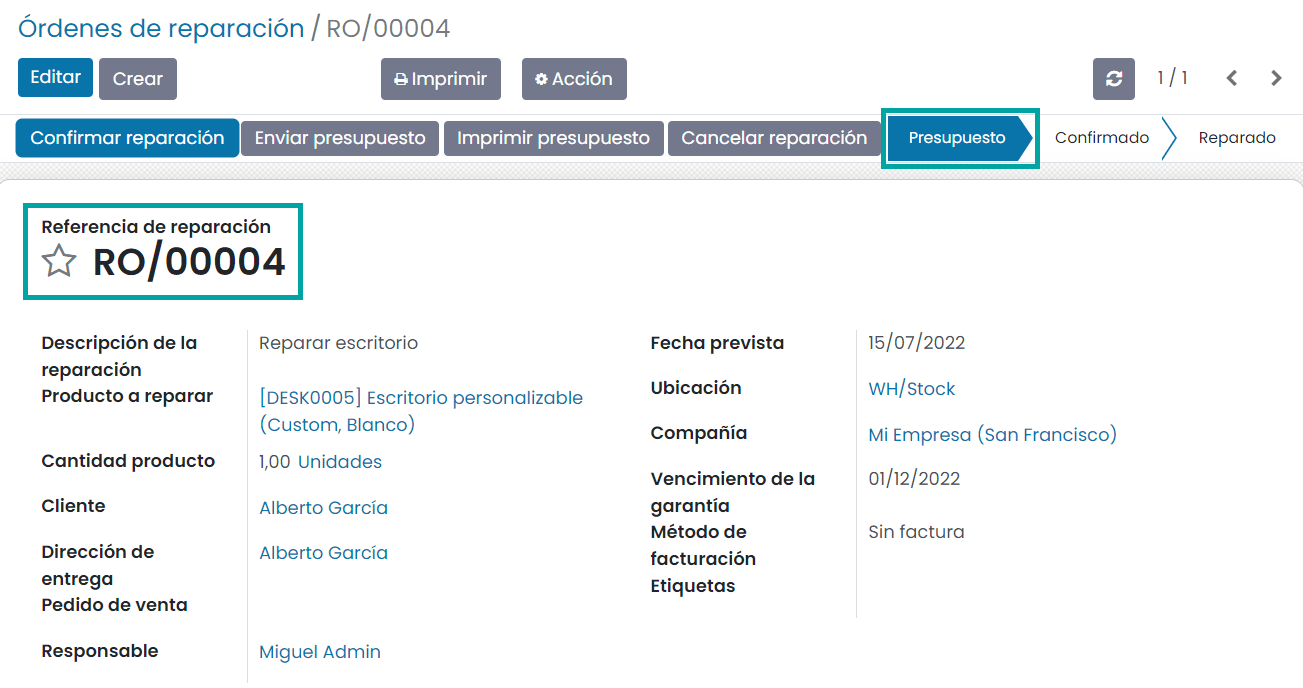 Órdenes de reparación / RO/00004
Editar Crear Imprimir Acción 1 / 1
Confirmar reparación Enviar presupuesto Imprimir presupuesto Cancelar reparación Presupuesto Confirmado Reparado
Referencia de reparación
RO/00004
Descripción de la reparación Reparar escritorio
Producto a reparar [DESK0005] Escritorio personalizable
(Custom, Blanco)
Cantidad producto 1,00 Unidades
Cliente Alberto García
Dirección de entrega Alberto García
Pedido de venta
Responsable Miguel Admin
Fecha prevista 15/07/2022
Ubicación WH/Stock
Compañía Mi Empresa (San Francisco)
Vencimiento de la garantía 01/12/2022
Método de facturación Sin factura
Etiquetas